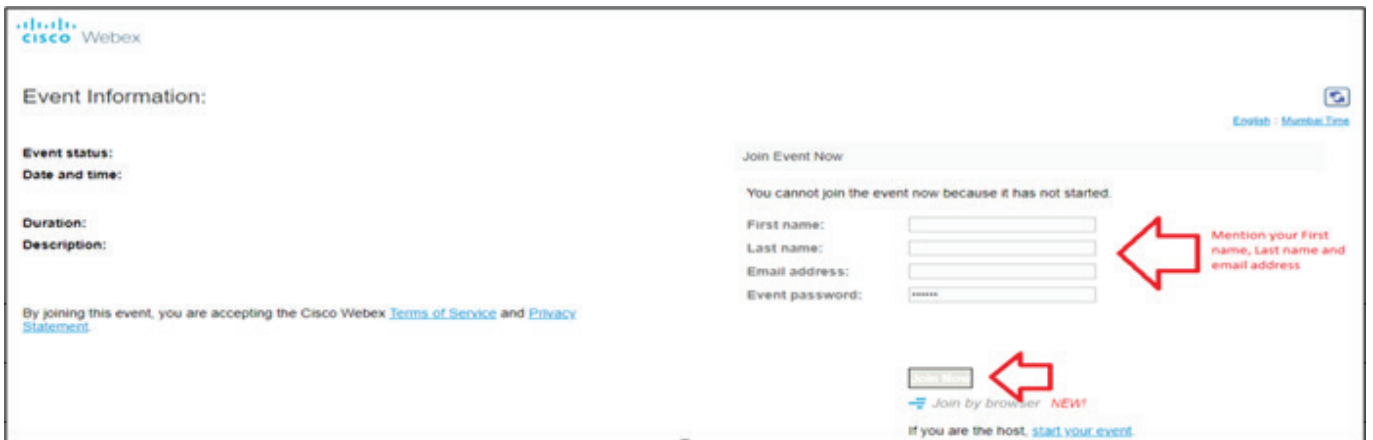 cisco Webex
Event Information:
English : Mumbai Time
Event status:
Date and time:
Duration:
Description:
By joining this event, you are accepting the Cisco Webex Terms of Service and Privacy
Statement.
Join Event Now
You cannot join the event now because it has not started.
First name:
Last name:
Email address:
Event password:
Mention your First
name, Last name and
email address
Join Now
Join by browser NEW!
If you are the host, start your event.